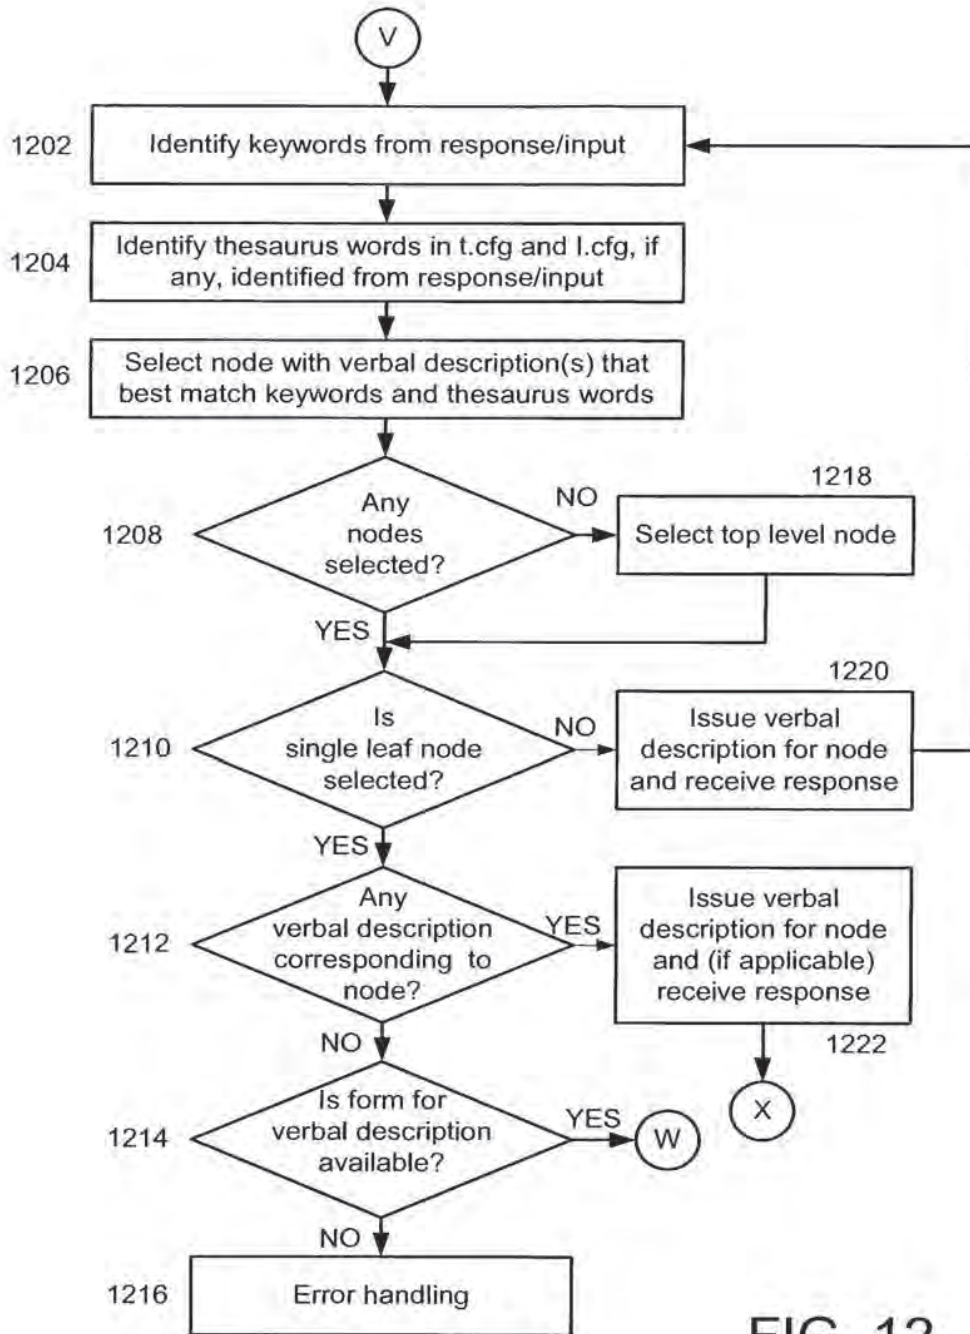 V
1202
Identify keywords from response/input
1204
Identify thesaurus words in t.cfg and l.cfg, if
any, identified from response/input
1206
Select node with verbal description(s) that
best match keywords and thesaurus words
1208
Any
nodes
selected?
NO
1218
Select top level node
YES
1210
Is
single leaf node
selected?
NO
1220
Issue verbal
description for node
and receive response
YES
1212
Any
verbal description
corresponding to
node?
YES
Issue verbal
description for node
and (if applicable)
receive response
1222
X
NO
1214
Is form for
verbal description
available?
YES
W
NO
1216
Error handling
FIG. 12